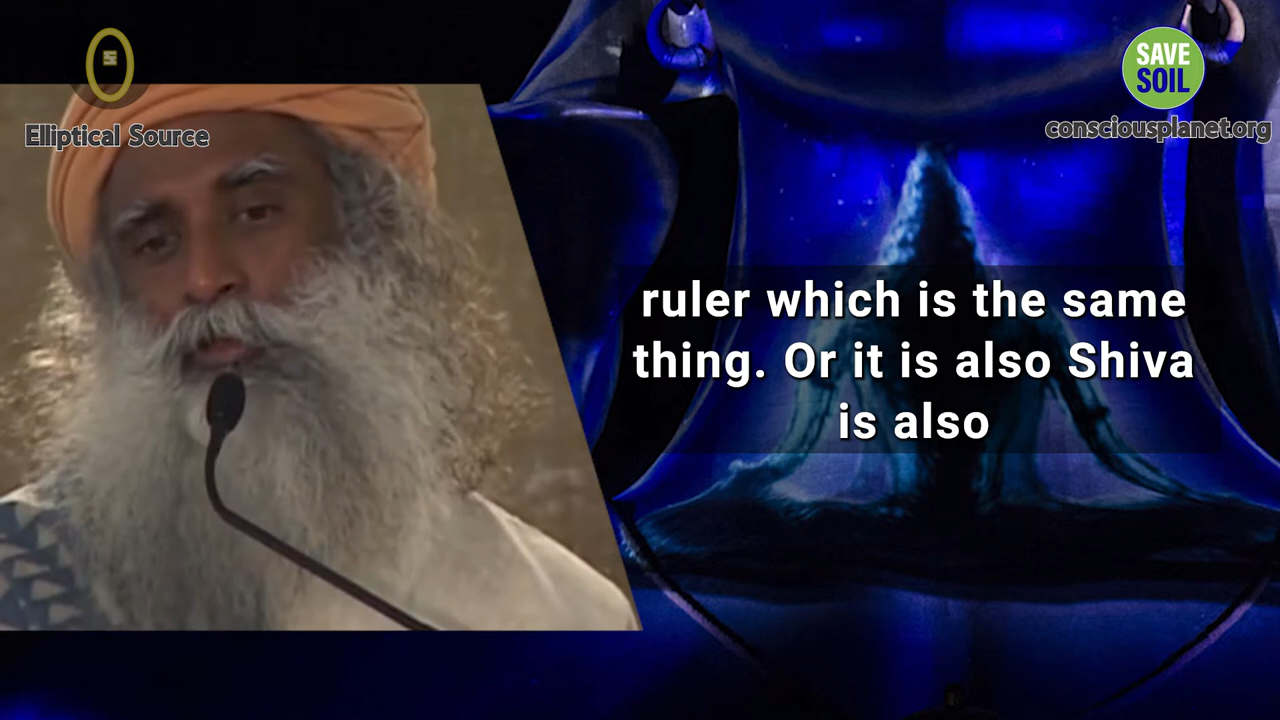 SAVE
SOIL
Elliptical Source
consciousplanet.org
ruler which is the same
thing. Or it is also Shiva
is also